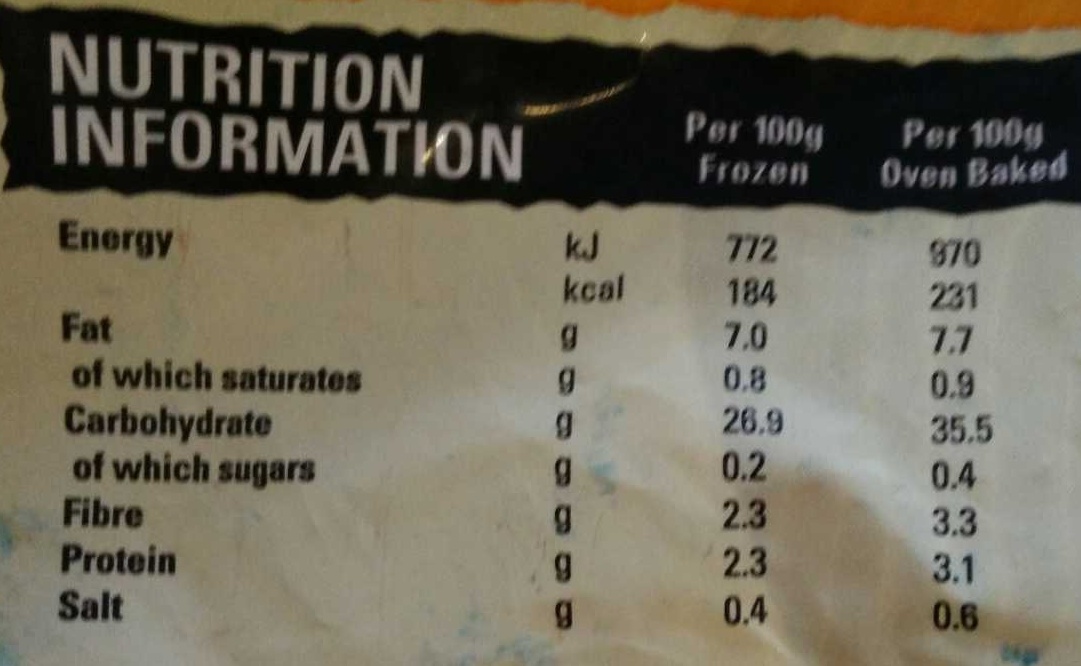 NUTRITION
INFORMATION
Per 100g Per 100g
Frozen Oven Baked
Energy kJ 772 970
kcal 184 231
Fat g 7.0 7.7
of which saturates g 0.8 0.9
Carbohydrate g 26.9 35.5
of which sugars g 0.2 0.4
Fibre g 2.3 3.3
Protein g 2.3 3.1
Salt g 0.4 0.6